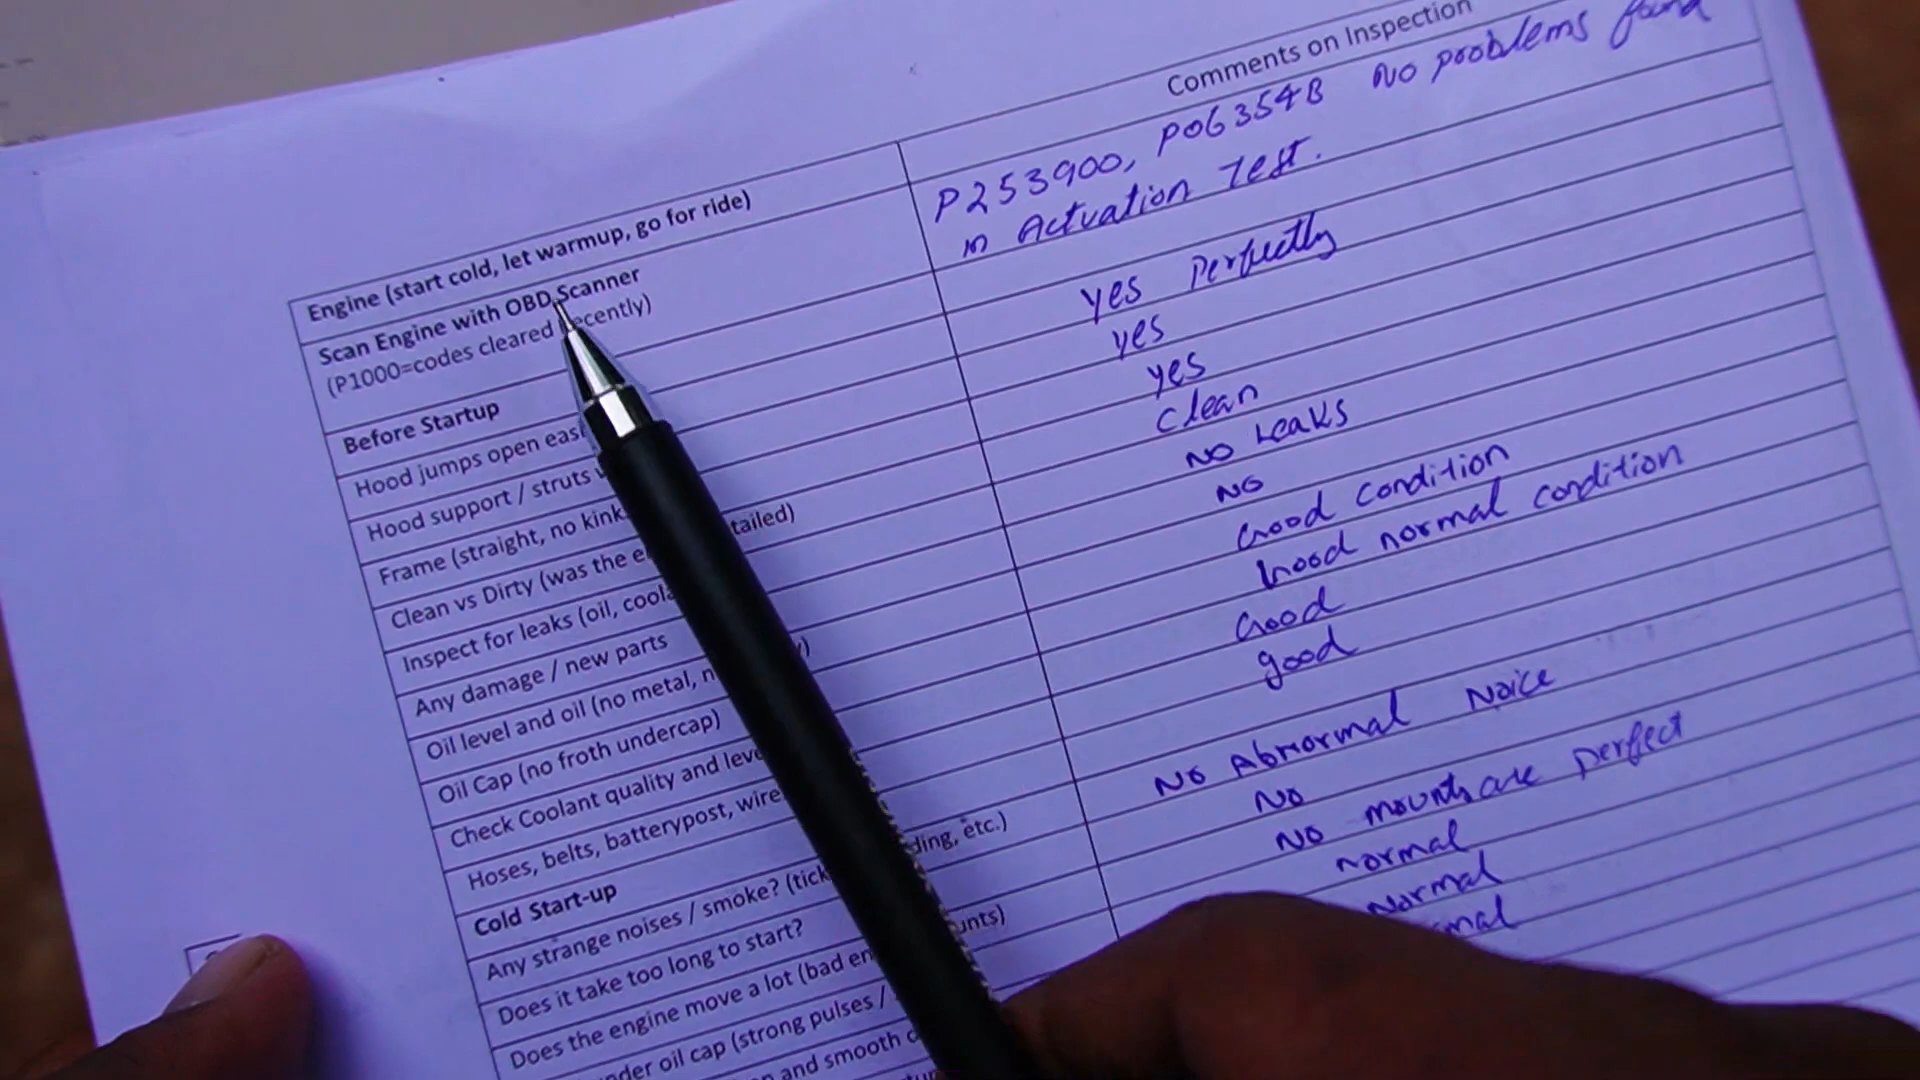 Comments on Inspection
Engine (start cold, let warmup, go for ride)
Scan Engine with OBD Scanner
(P1000=codes cleared recently)
P253900, P06354B No problems found
in Actuation Test.
Before Startup
Hood jumps open eas
yes Perfectly
Hood support / struts
yes
Frame (straight, no kink
yes
Clean vs Dirty (was the e tailed)
Clean
Inspect for leaks (oil, coola
NO Leaks
Any damage / new parts
NO
Oil level and oil (no metal, n y)
Good Condition
Oil Cap (no froth undercap)
Good normal condition
Check Coolant quality and leve
Good
Hoses, belts, batterypost, wire
good
Cold Start-up
Any strange noises / smoke? (tick ding, etc.)
No Abnormal Noice
Does it take too long to start?
No
Does the engine move a lot (bad en unts)
No mounts are perfect
nder oil cap (strong pulses /
normal
and smooth
normal
mal